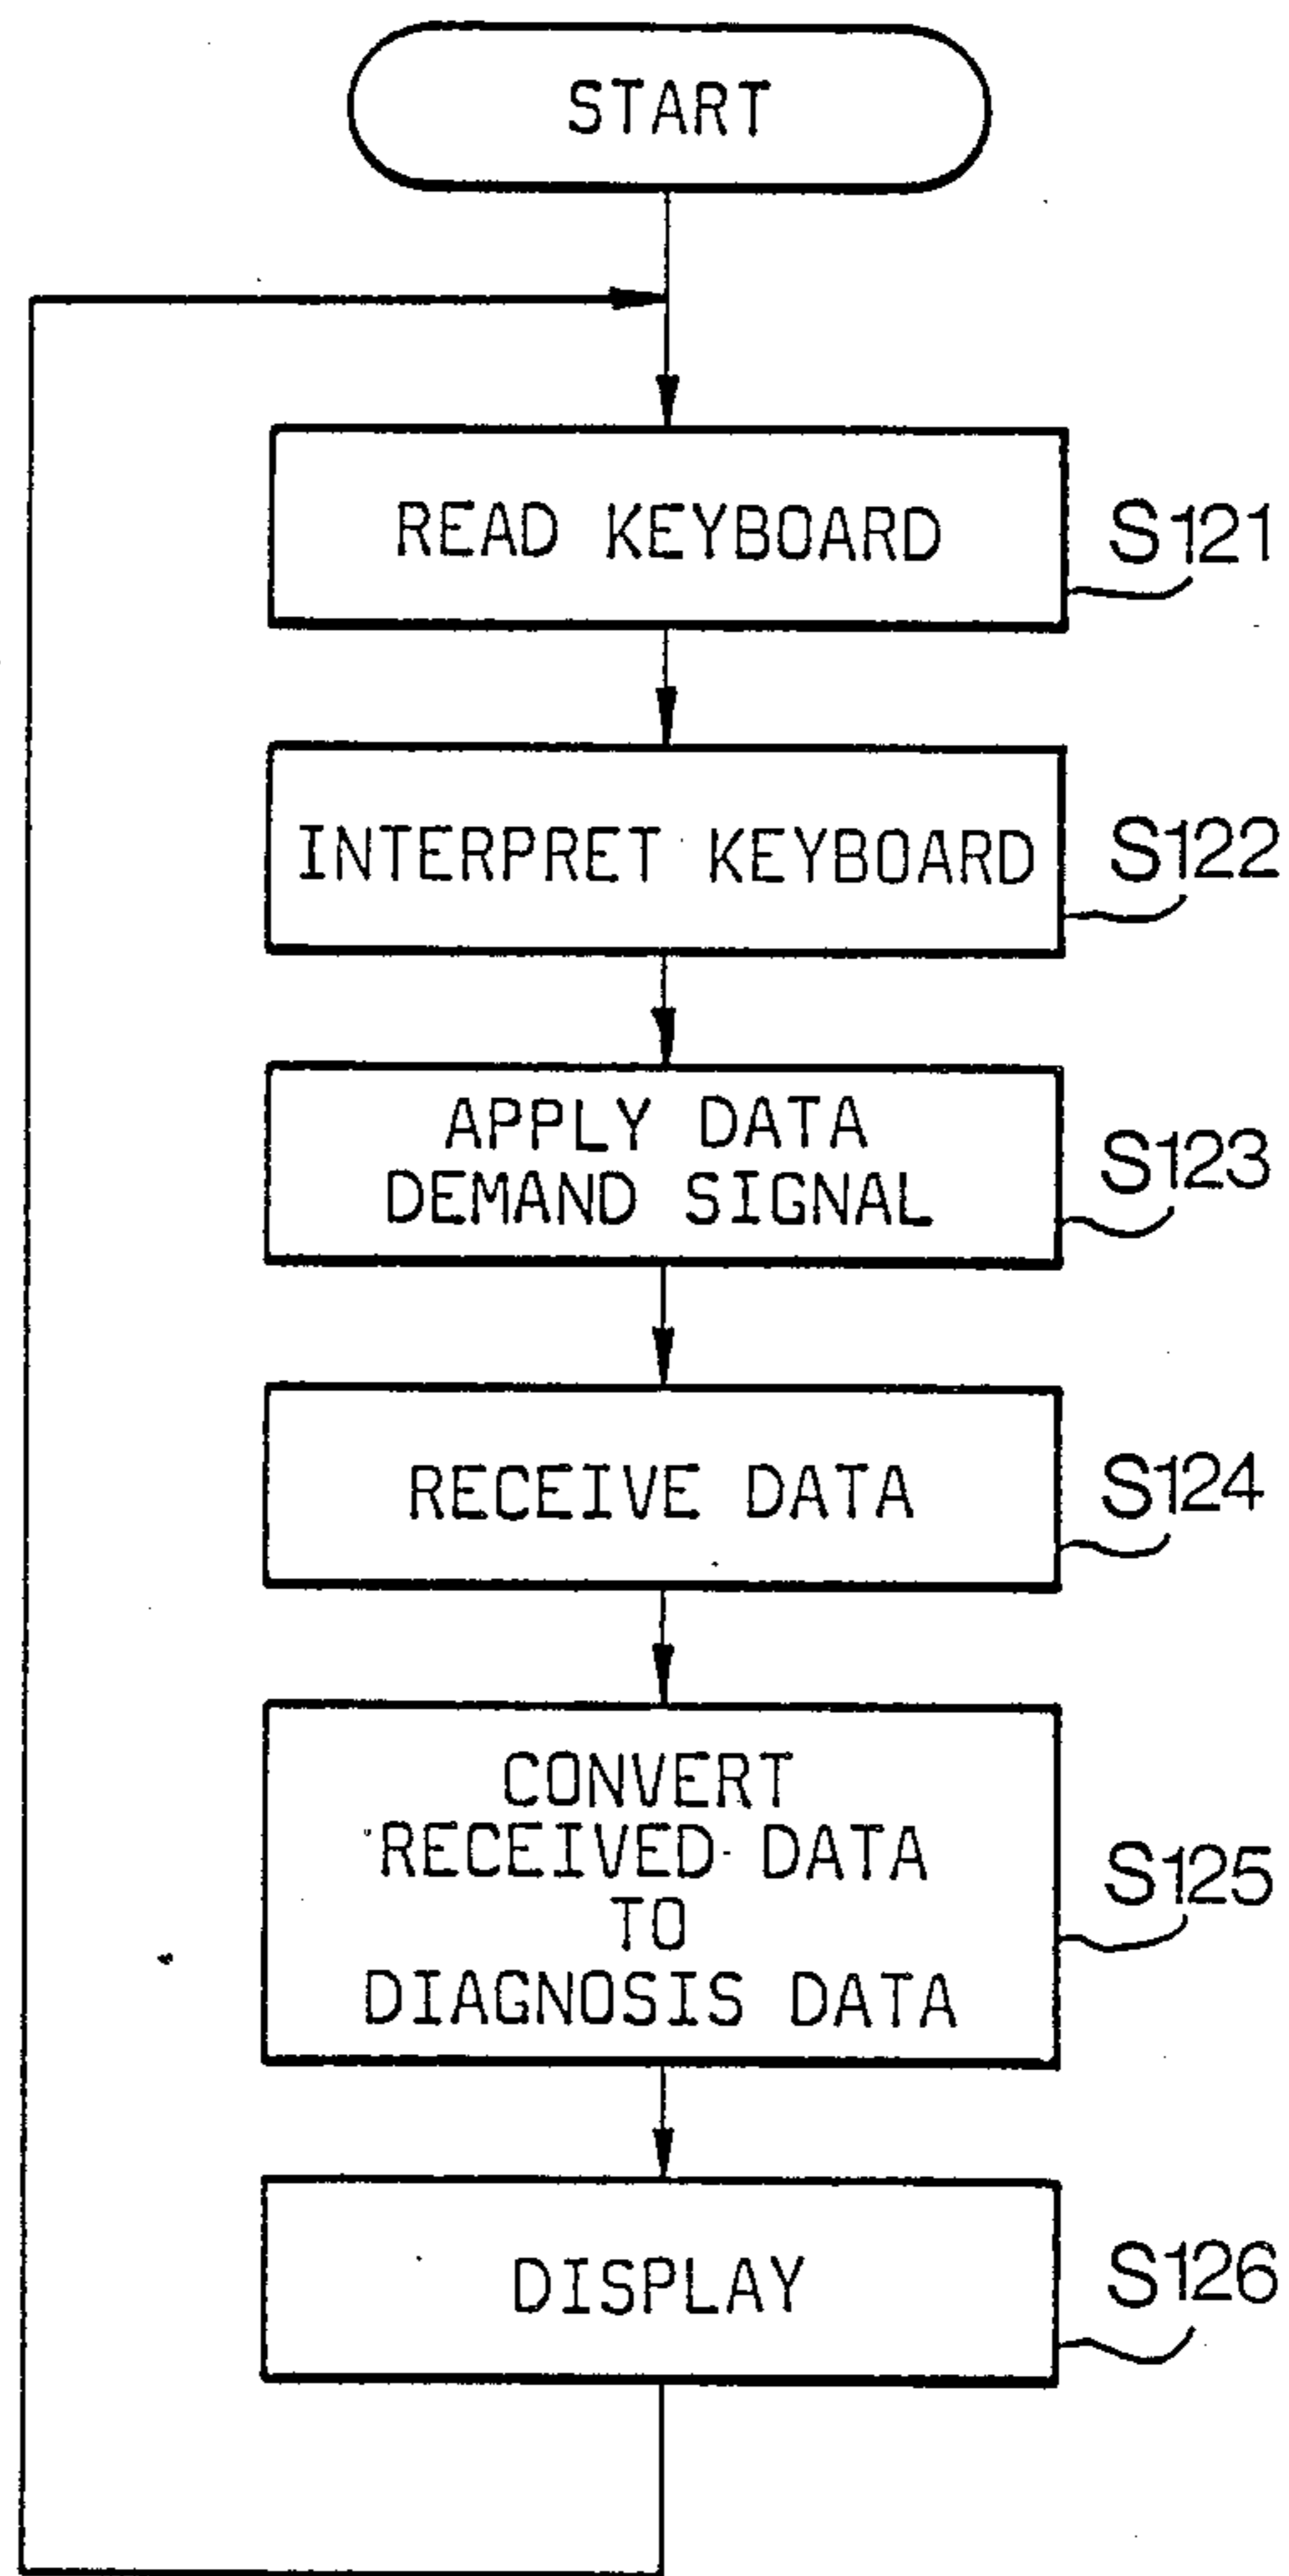 START
READ KEYBOARD
S121
INTERPRET KEYBOARD
S122
APPLY DATA
DEMAND SIGNAL
S123
RECEIVE DATA
S124
CONVERT
RECEIVED DATA
TO
DIAGNOSIS DATA
S125
DISPLAY
S126